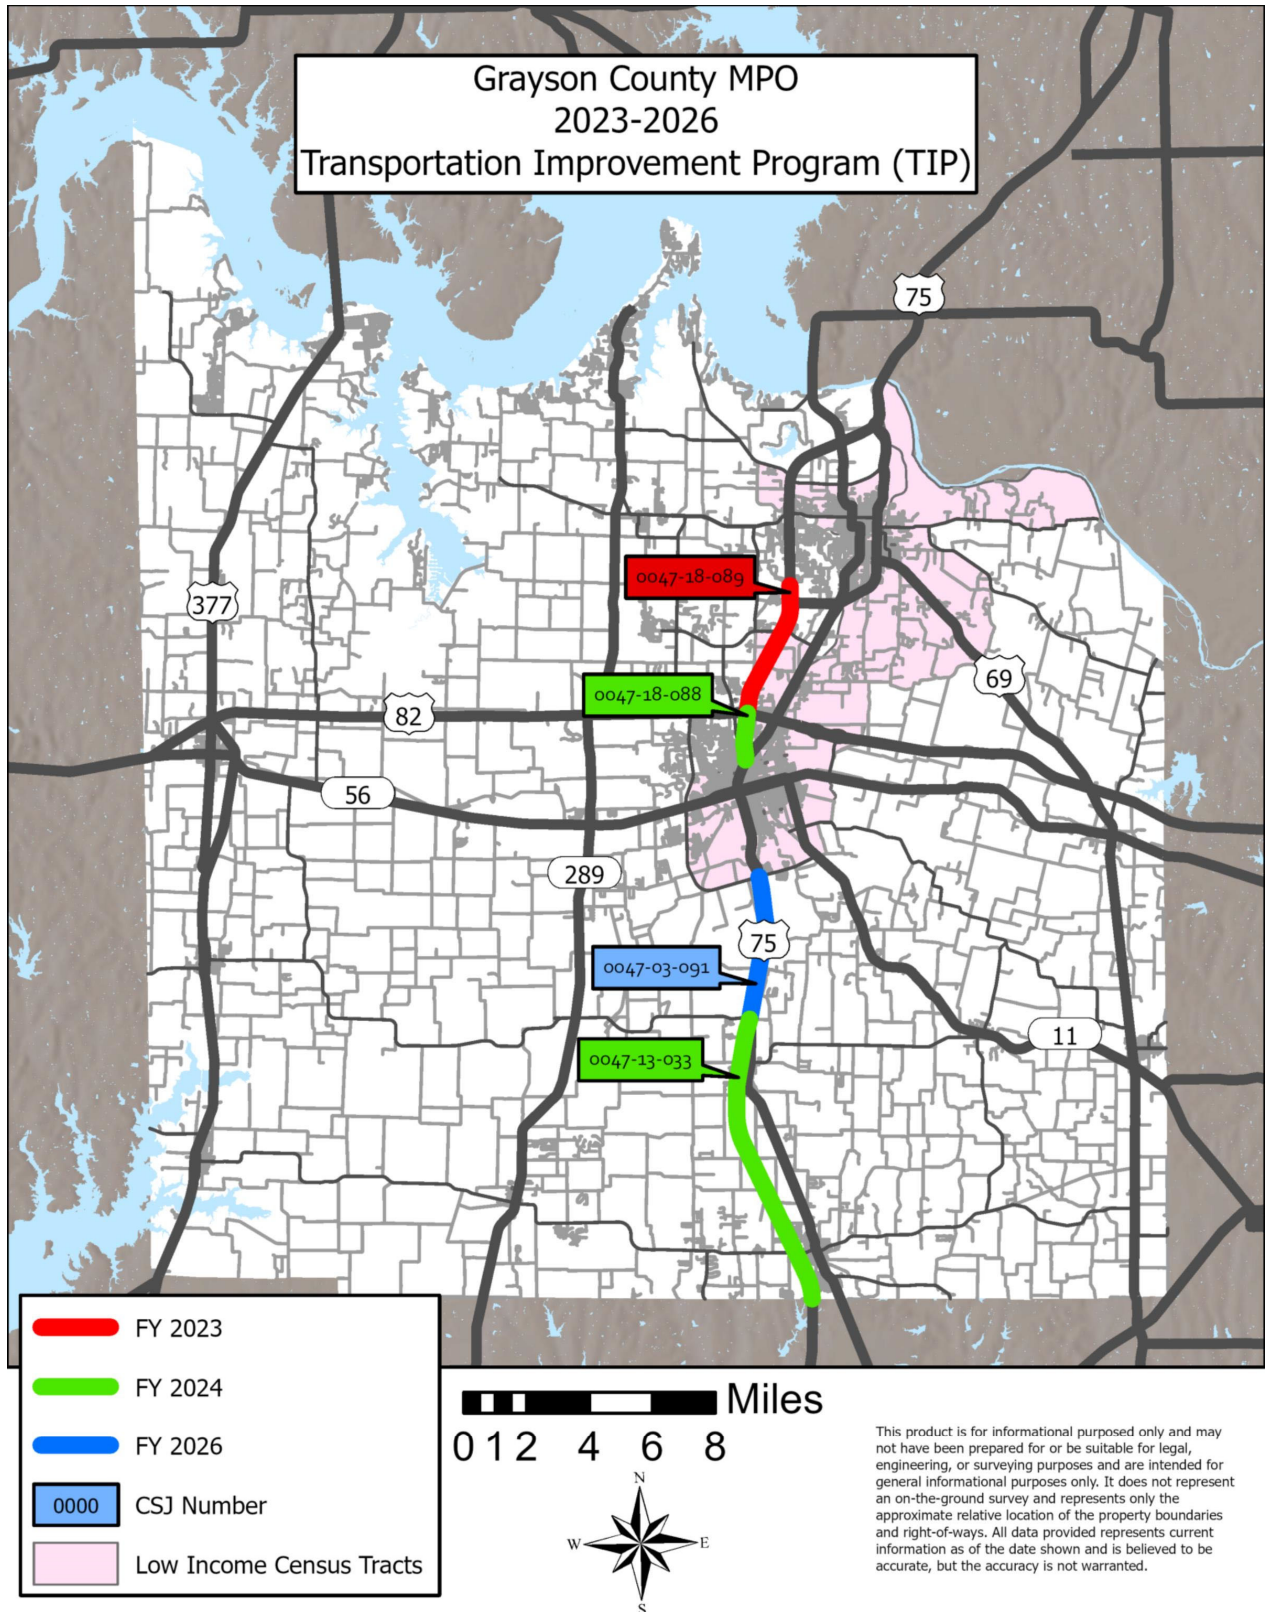 Grayson County MPO
2023-2026
Transportation Improvement Program (TIP)
75
0047-18-089
377
69
0047-18-088
82
56
289
75
0047-03-091
11
0047-13-033
FY 2023
FY 2024
FY 2026
0000 CSJ Number
Low Income Census Tracts
Miles
0 1 2 4 6 8
N
W E
S
This product is for informational purposed only and may
not have been prepared for or be suitable for legal,
engineering, or surveying purposes and are intended for
general informational purposes only. It does not represent
an on-the-ground survey and represents only the
approximate relative location of the property boundaries
and right-of-ways. All data provided represents current
information as of the date shown and is believed to be
accurate, but the accuracy is not warranted.